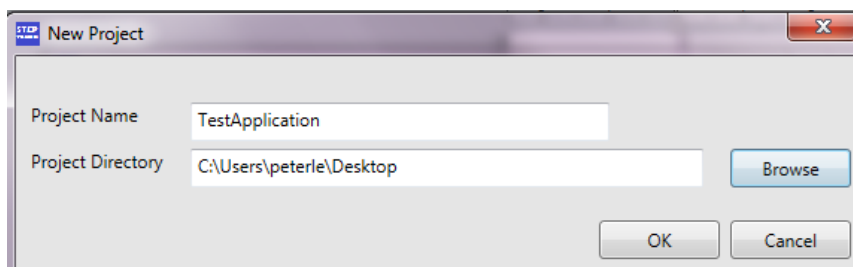 New Project
Project Name
TestApplication
Project Directory
C:\Users\peterle\Desktop
Browse
OK
Cancel